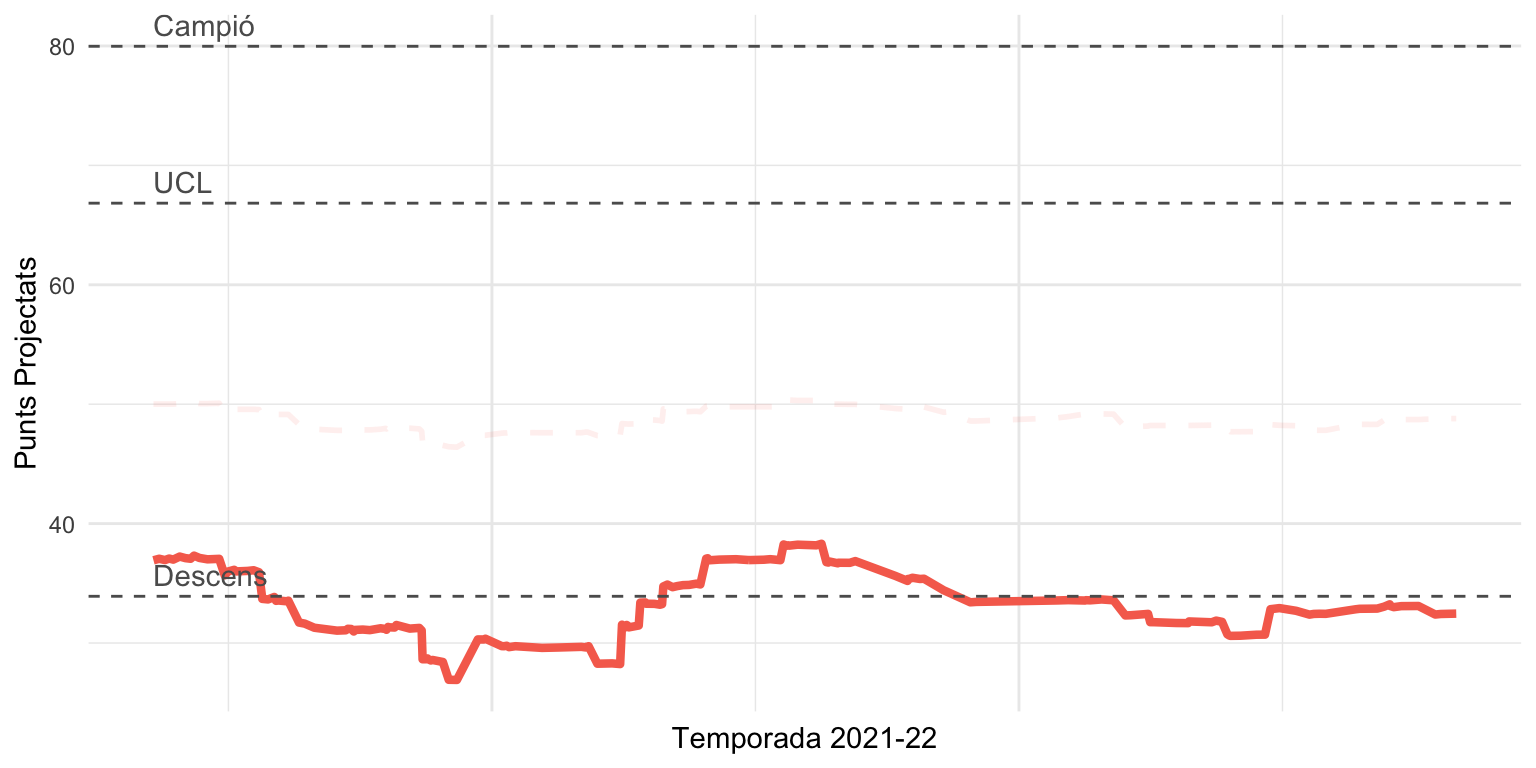 Campió
80
UCL
60
Punts Projectats
40
Descens
Temporada 2021-22